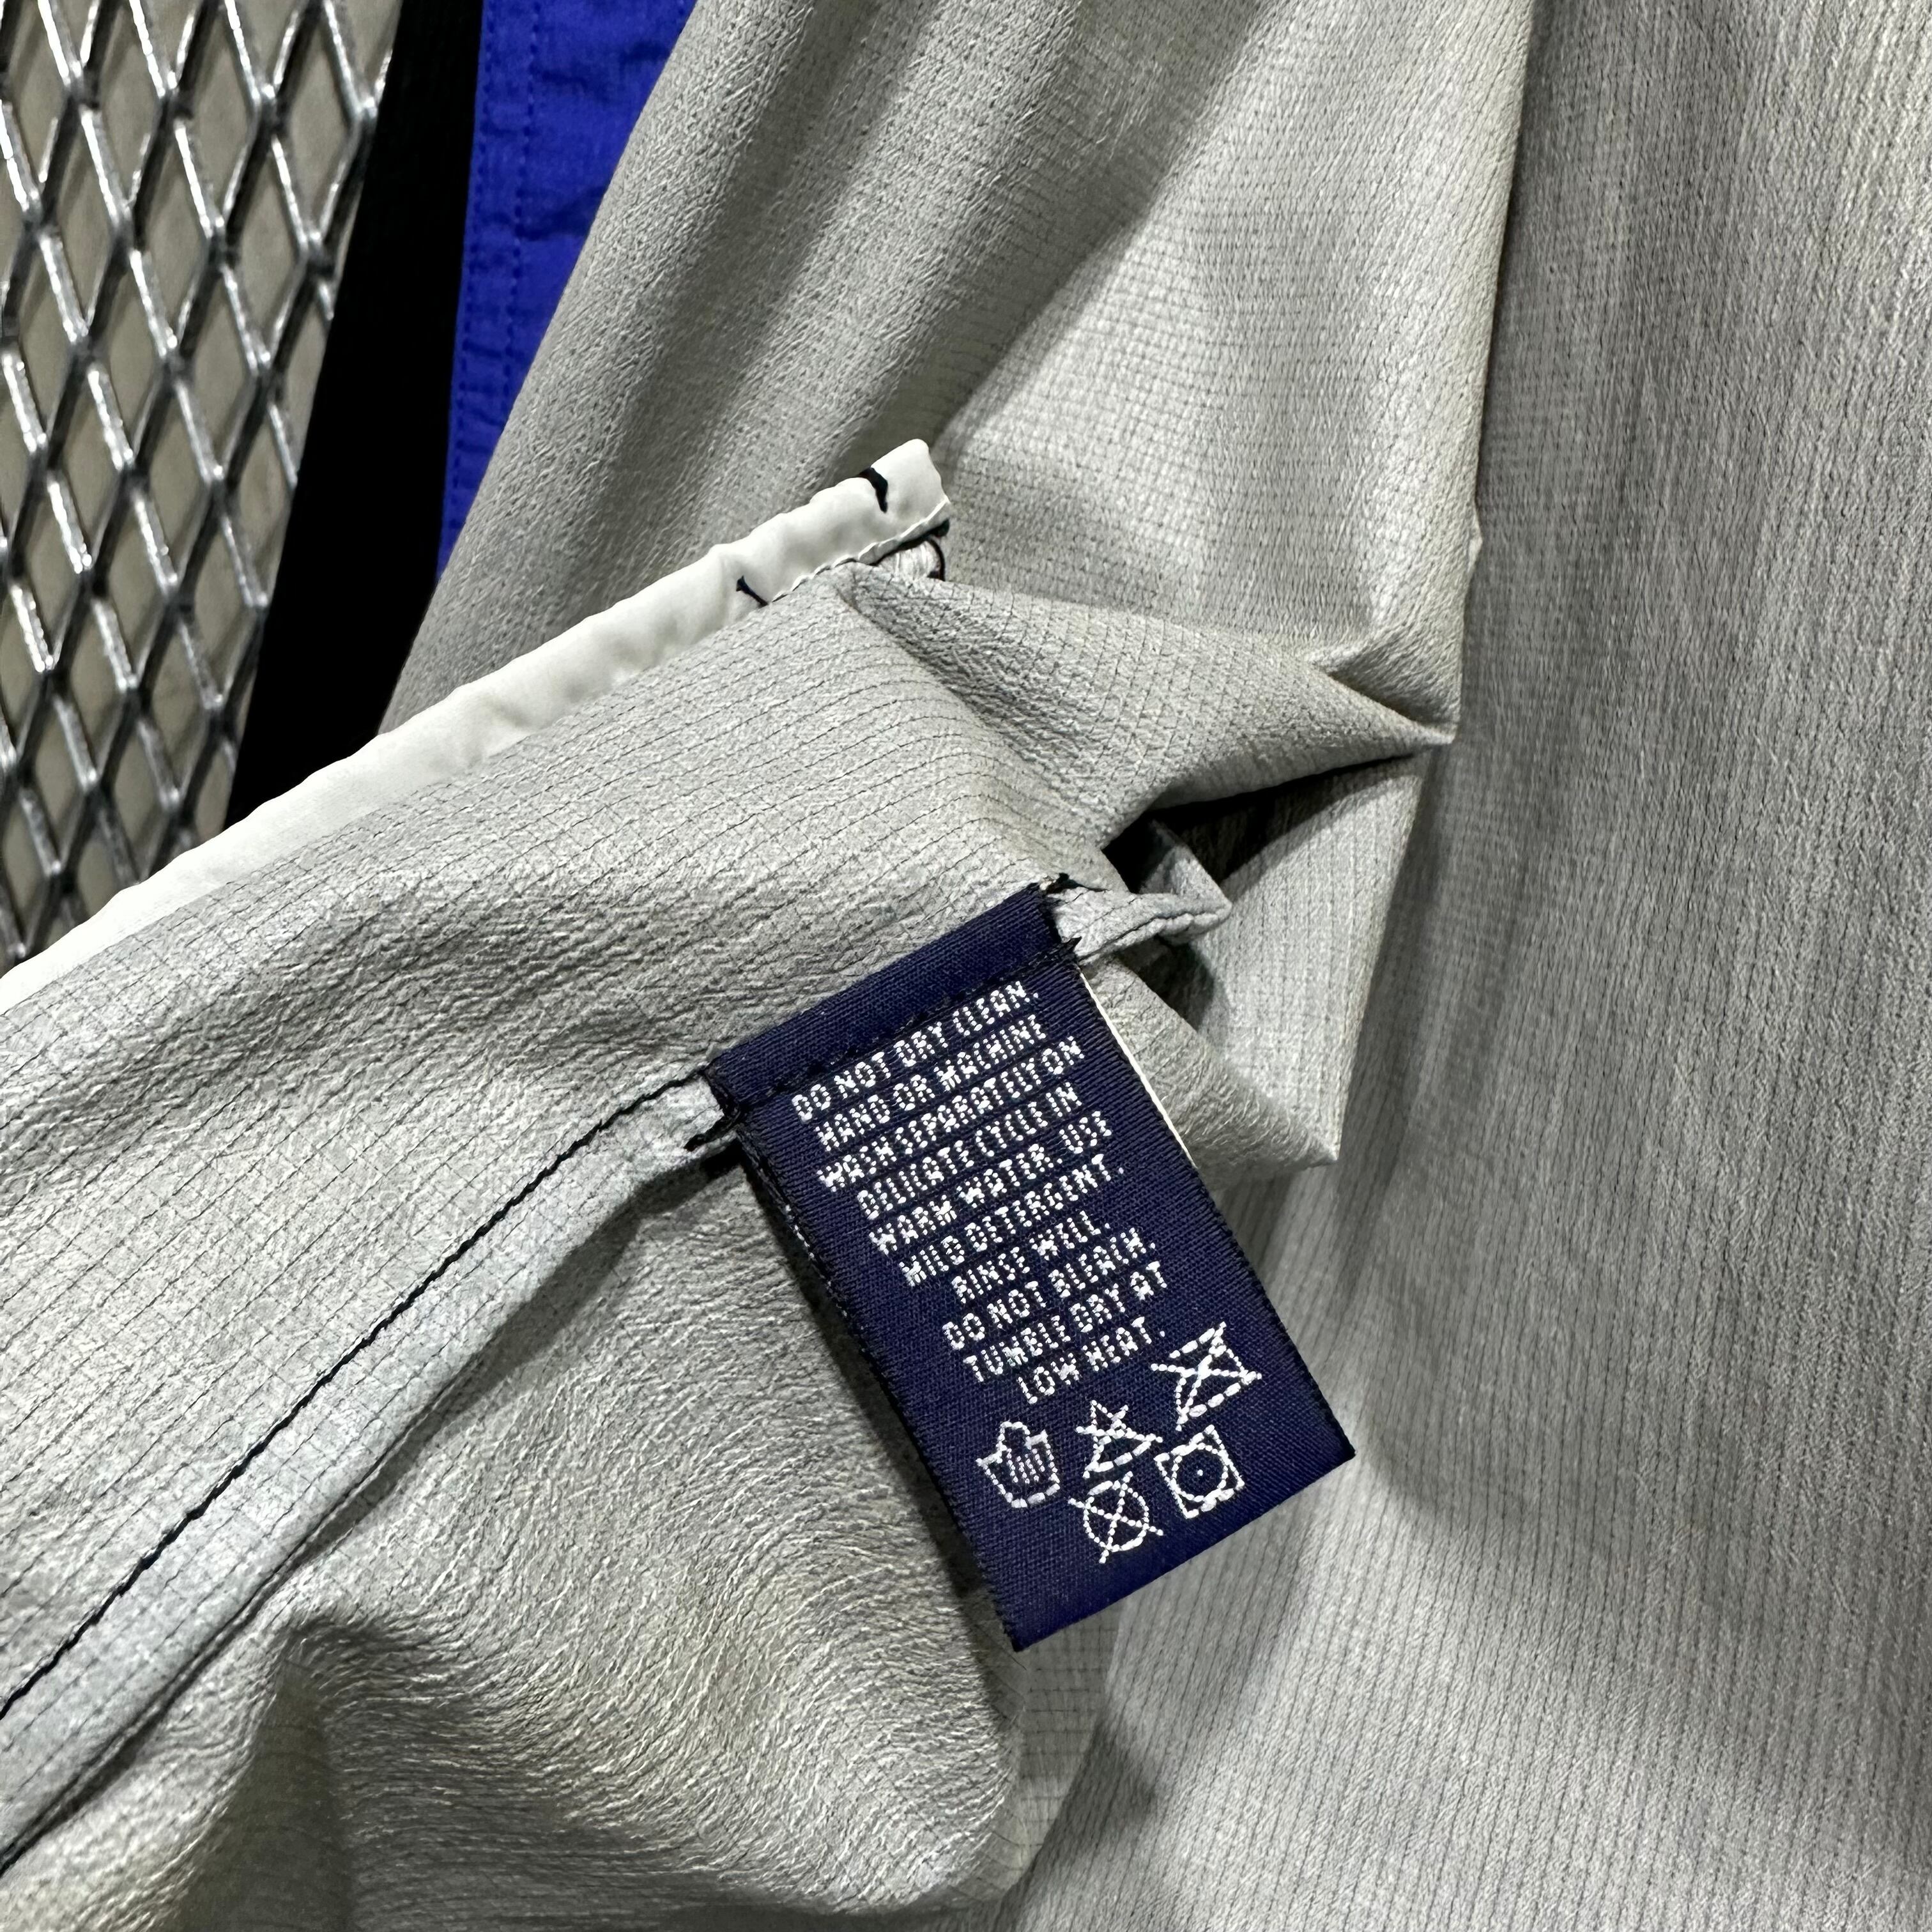 DO NOT DRY CLEAN.
HAND OR MACHINE
WASH SEPARATELY ON
DELICATE CYCLE IN
WARM WATER. USE
MILD DETERGENT.
RINSE WILL.
DO NOT BLEACH.
TUMBLE DRY AT
LOW HEAT.